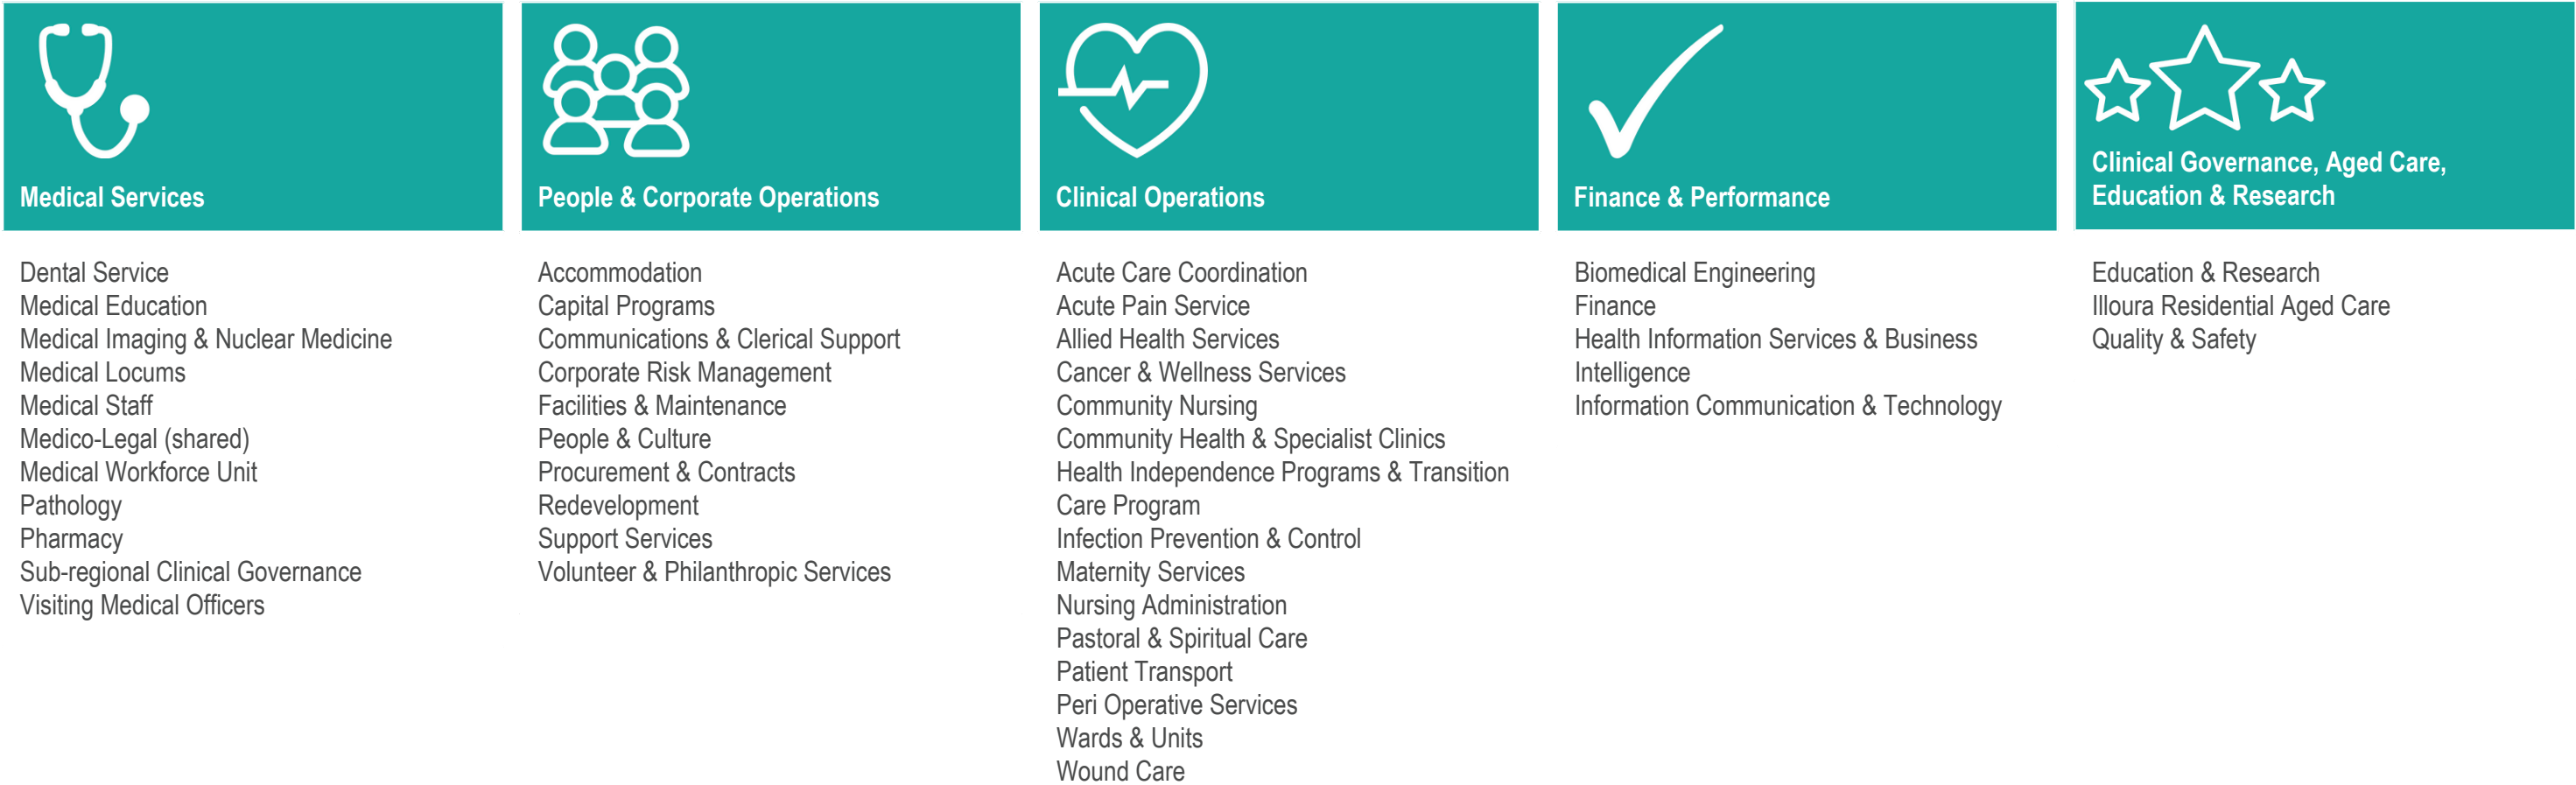 Medical Services
Dental Service
Medical Education
Medical Imaging & Nuclear Medicine
Medical Locums
Medical Staff
Medico-Legal (shared)
Medical Workforce Unit
Pathology
Pharmacy
Sub-regional Clinical Governance
Visiting Medical Officers
People & Corporate Operations
Accommodation
Capital Programs
Communications & Clerical Support
Corporate Risk Management
Facilities & Maintenance
People & Culture
Procurement & Contracts
Redevelopment
Support Services
Volunteer & Philanthropic Services
Clinical Operations
Acute Care Coordination
Acute Pain Service
Allied Health Services
Cancer & Wellness Services
Community Nursing
Community Health & Specialist Clinics
Health Independence Programs & Transition
Care Program
Infection Prevention & Control
Maternity Services
Nursing Administration
Pastoral & Spiritual Care
Patient Transport
Peri Operative Services
Wards & Units
Wound Care
Finance & Performance
Biomedical Engineering
Finance
Health Information Services & Business
Intelligence
Information Communication & Technology
Clinical Governance, Aged Care,
Education & Research
Education & Research
Illoura Residential Aged Care
Quality & Safety